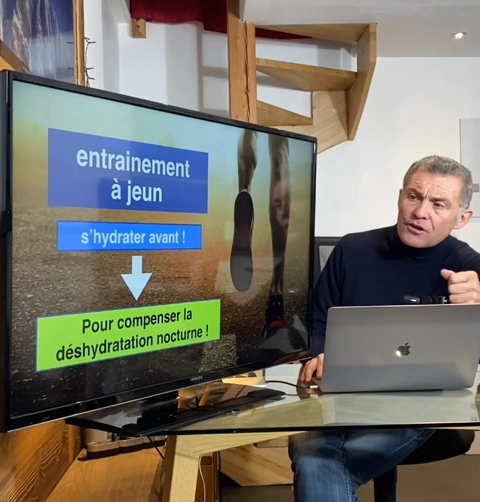 entrainement
à jeun
s'hydrater avant !
Pour compenser la
déshydratation nocturne !